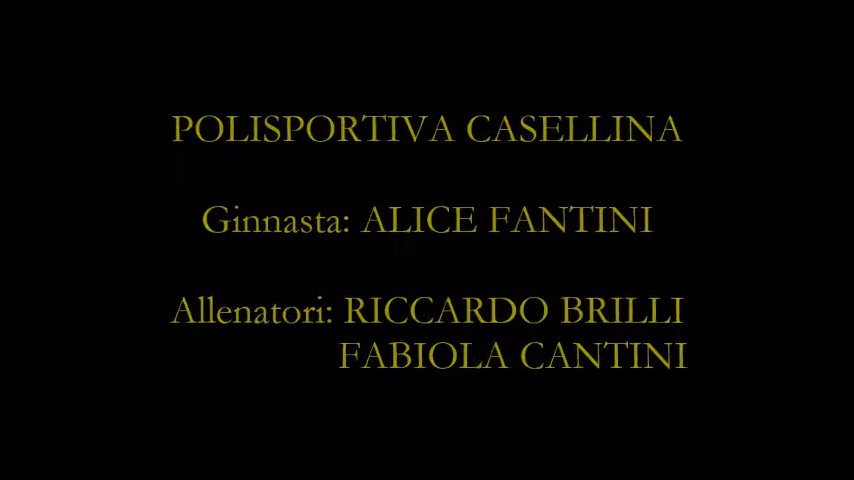 POLISPORTIVA CASELLINA
Ginnasta: ALICE FANTINI
Allenatori: RICCARDO BRILLI
FABIOLA CANTINI